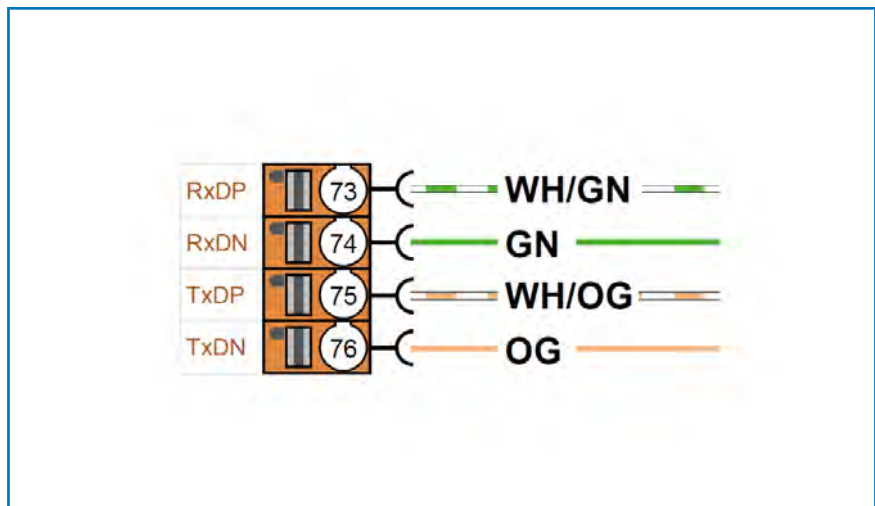 RxDP 73 WH/GN
RxDN 74 GN
TxDP 75 WH/OG
TxDN 76 OG